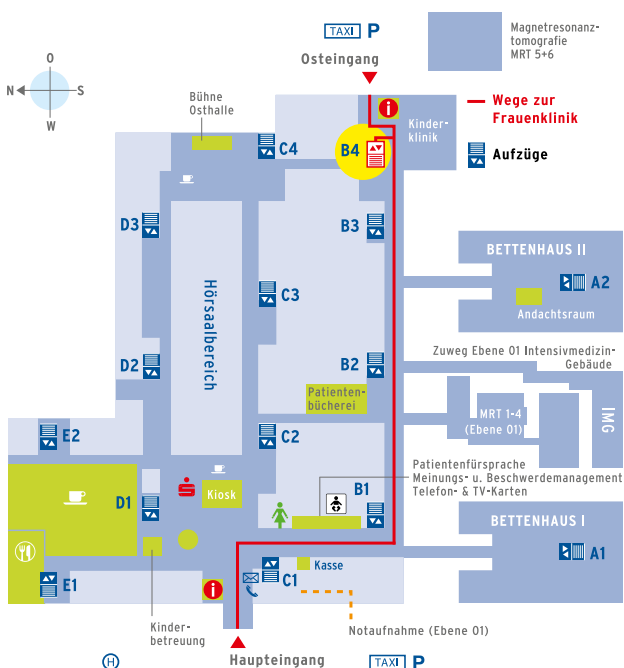 TAXI P
Osteingang
Magnetresonanz-
tomografie
MRT 5+6
O
N S
W
Bühne
Osthalle
i
Kinder-
klinik
Wege zur
Frauenklinik
Aufzüge
C4
B4
D3
B3
BETTENHAUS II
A2
Andachtsraum
Hörsaalbereich
C3
D2
B2
Zuweg Ebene 01 Intensivmedizin-
Gebäude
Patienten-
bücherei
MRT 1-4
(Ebene 01)
IMG
E2
C2
Patientenfürsprache
Meinungs- u. Beschwerdemanagement
Telefon- & TV-Karten
Kiosk
D1
B1
BETTENHAUS I
A1
Kasse
E1
i
C1
Kinder-
betreuung
Notaufnahme (Ebene 01)
H
Haupteingang
TAXI P